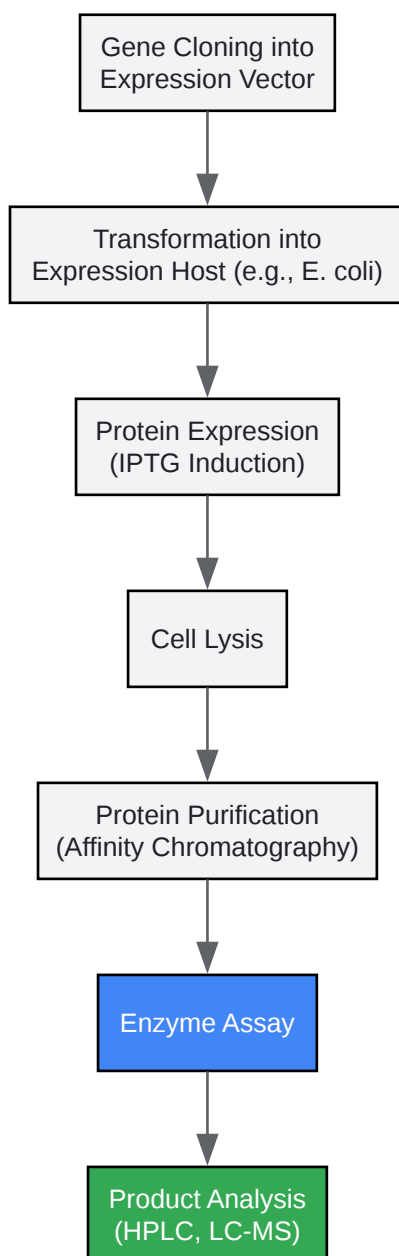 Gene Cloning into
Expression Vector
Transformation into
Expression Host (e.g., E. coli)
Protein Expression
(IPTG Induction)
Cell Lysis
Protein Purification
(Affinity Chromatography)
Enzyme Assay
Product Analysis
(HPLC, LC-MS)